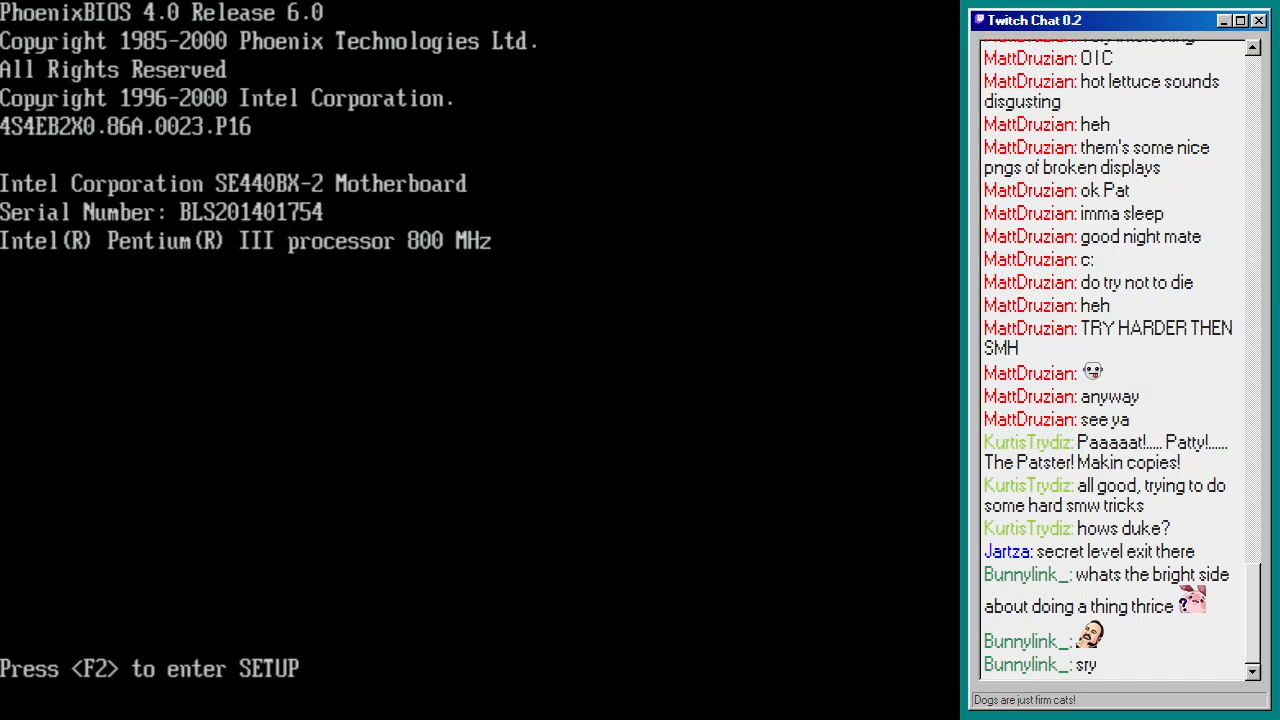 PhoenixBIOS 4.0 Release 6.0
Copyright 1985-2000 Phoenix Technologies Ltd.
All Rights Reserved
Copyright 1996-2000 Intel Corporation.
4S4EB2X0.86A.0023.P16
Intel Corporation SE440BX-2 Motherboard
Serial Number: BLS201401754
Intel(R) Pentium(R) III processor 800 MHz
Press <F2> to enter SETUP
Twitch Chat 0.2
MattDruzian: OIC
MattDruzian: hot lettuce sounds
disgusting
MattDruzian: heh
MattDruzian: them's some nice
pngs of broken displays
MattDruzian: ok Pat
MattDruzian: imma sleep
MattDruzian: good night mate
MattDruzian: c:
MattDruzian: do try not to die
MattDruzian: heh
MattDruzian: TRY HARDER THEN
SMH
MattDruzian:
MattDruzian: anyway
MattDruzian: see ya
KurtisTrydiz: Paaaaat!..... Patty!......
The Patster! Makin copies!
KurtisTrydiz: all good, trying to do
some hard smw tricks
KurtisTrydiz: hows duke?
Jartza: secret level exit there
Bunnylink_: whats the bright side
about doing a thing thrice ?
Bunnylink_:
Bunnylink_: sry
Dogs are just firm cats!